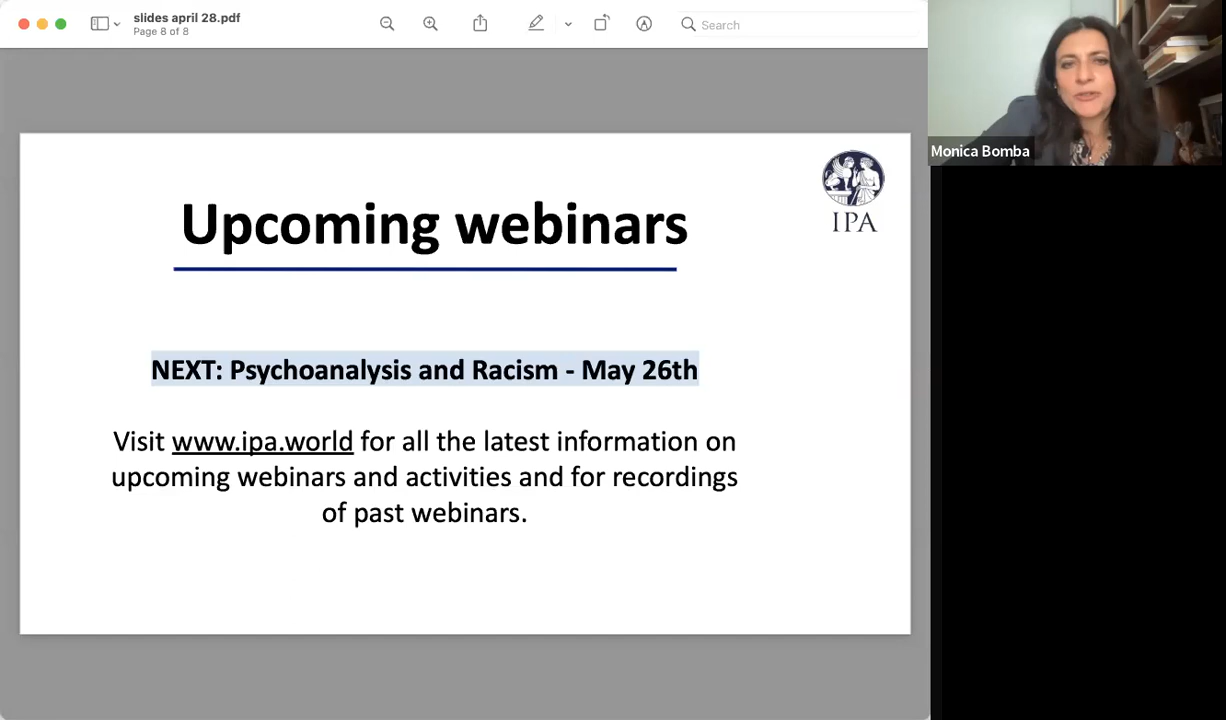 slides april 28.pdf
Page 8 of 8
Search
Monica Bomba
IPA
Upcoming webinars
NEXT: Psychoanalysis and Racism - May 26th
Visit www.ipa.world for all the latest information on
upcoming webinars and activities and for recordings
of past webinars.